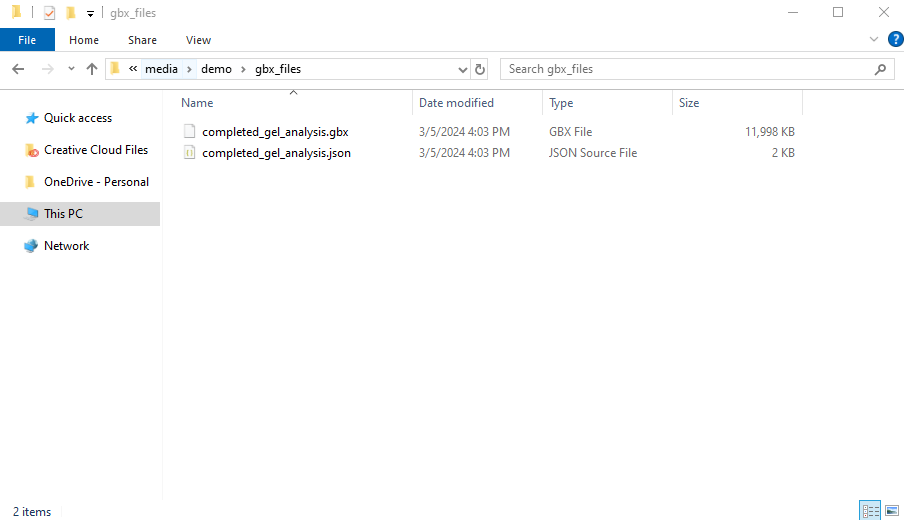 gbx_files
File Home Share View
« media > demo > gbx_files Search gbx_files
Name Date modified Type Size
Quick access
Creative Cloud Files
OneDrive - Personal
This PC
Network
completed_gel_analysis.gbx 3/5/2024 4:03 PM GBX File 11,998 KB
completed_gel_analysis.json 3/5/2024 4:03 PM JSON Source File 2 KB
2 items